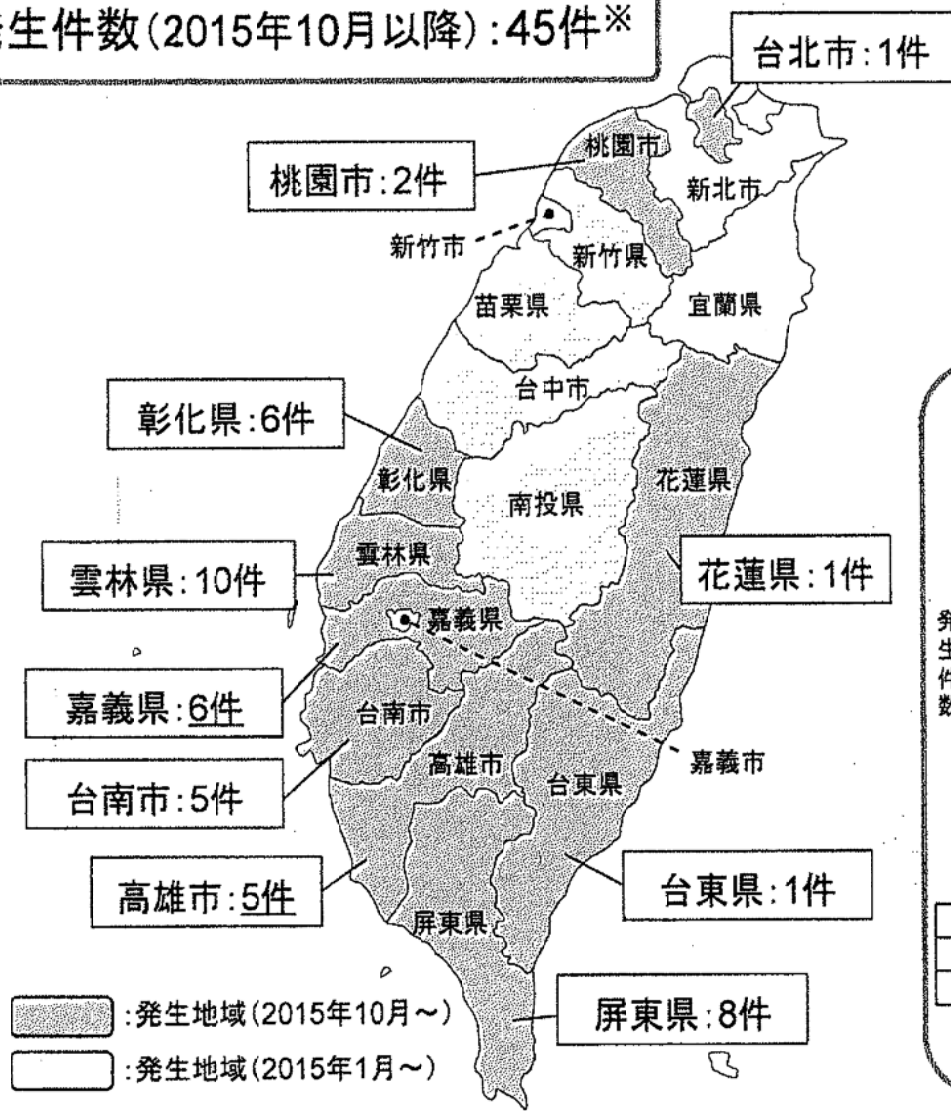 生件数(2015年10月以降):45件※
台北市:1件
桃園市
桃園市:2件
新北市
新竹市
新竹県
苗栗県
宜蘭県
台中市
彰化県:6件
彰化県
花蓮県
南投県
雲林県
雲林県:10件
花蓮県:1件
嘉義県
発
生
件
数
嘉義県:6件
台南市
嘉義市
高雄市
台東県
台南市:5件
高雄市:5件
台東県:1件
屏東県
:発生地域(2015年10月~)
屏東県:8件
:発生地域(2015年1月~)